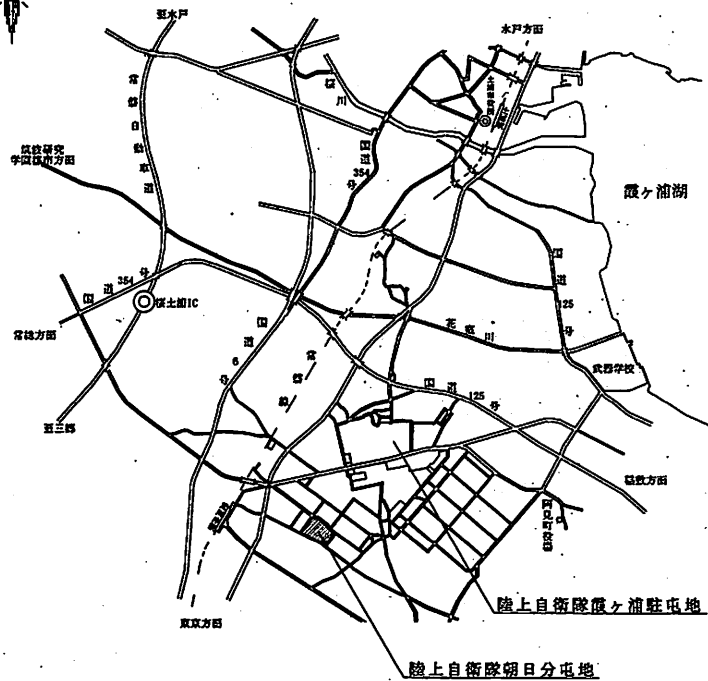 至水戸
水戸方面
桜川
常磐自動車道
国道354号
筑波研究
学園都市方面
霞ヶ浦湖
国道354号
桜土浦IC
国道6号
常磐線
国道125号
花室川
常総方面
武器学校
国道125号
至三郷
稲敷方面
阿見町役場
東京方面
陸上自衛隊霞ヶ浦駐屯地
陸上自衛隊朝日分屯地